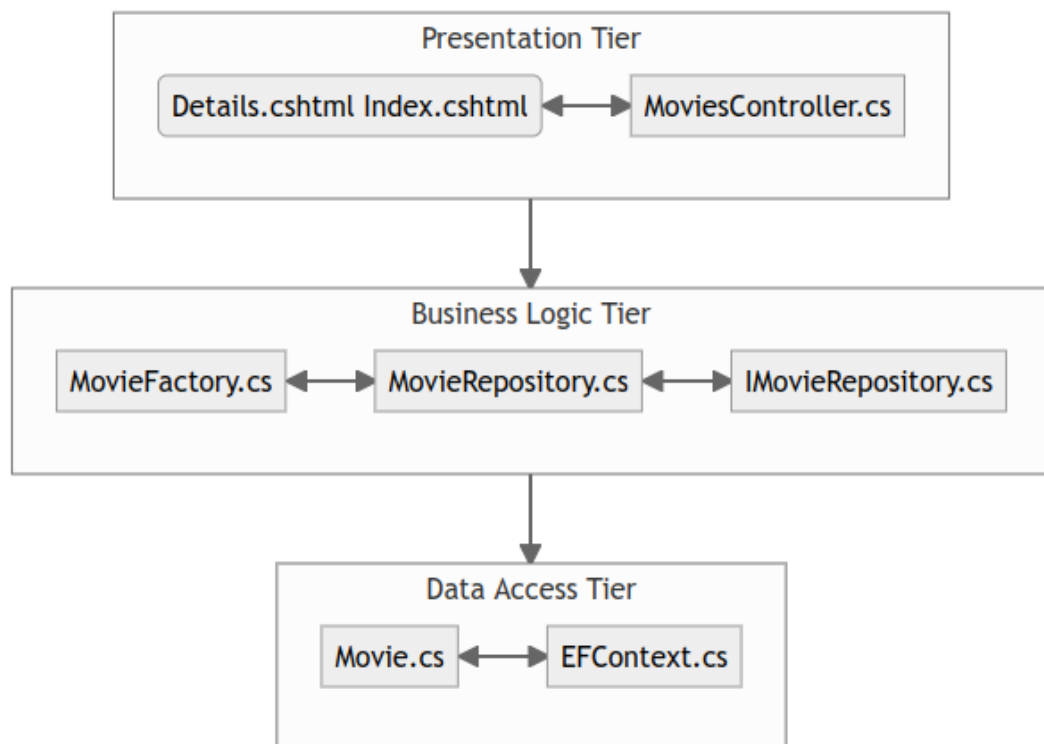 Presentation Tier
Details.cshtml Index.cshtml
MoviesController.cs
Business Logic Tier
MovieFactory.cs
MovieRepository.cs
IMovieRepository.cs
Data Access Tier
Movie.cs
EFContext.cs